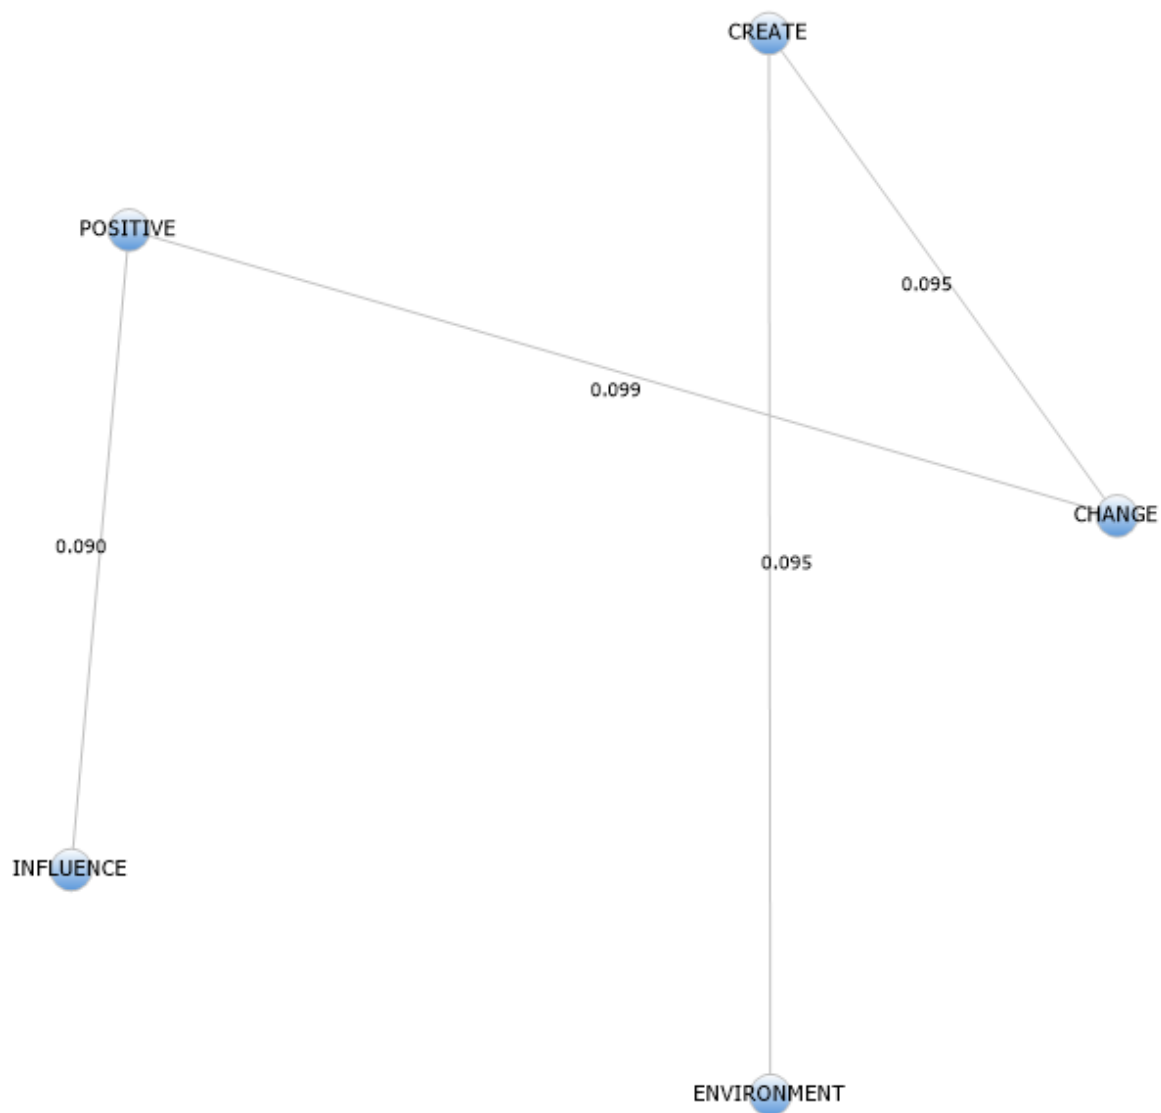 CREATE
POSITIVE
0.095
0.099
CHANGE
0.090
0.095
INFLUENCE
ENVIRONMENT